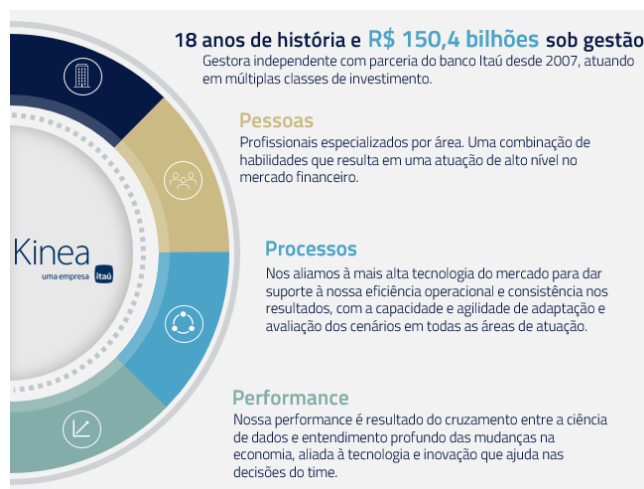 18 anos de história e R$ 150,4 bilhões sob gestão
Gestora independente com parceria do banco Itaú desde 2007, atuando
em múltiplas classes de investimento.
Pessoas
Profissionais especializados por área. Uma combinação de
habilidades que resulta em uma atuação de alto nível no
mercado financeiro.
Kinea
uma empresa itaú
Processos
Nos aliamos à mais alta tecnologia do mercado para dar
suporte à nossa eficiência operacional e consistência nos
resultados, com a capacidade e agilidade de adaptação e
avaliação dos cenários em todas as áreas de atuação.
Performance
Nossa performance é resultado do cruzamento entre a ciência
de dados e entendimento profundo das mudanças na
economia, aliada à tecnologia e inovação que ajuda nas
decisões do time.